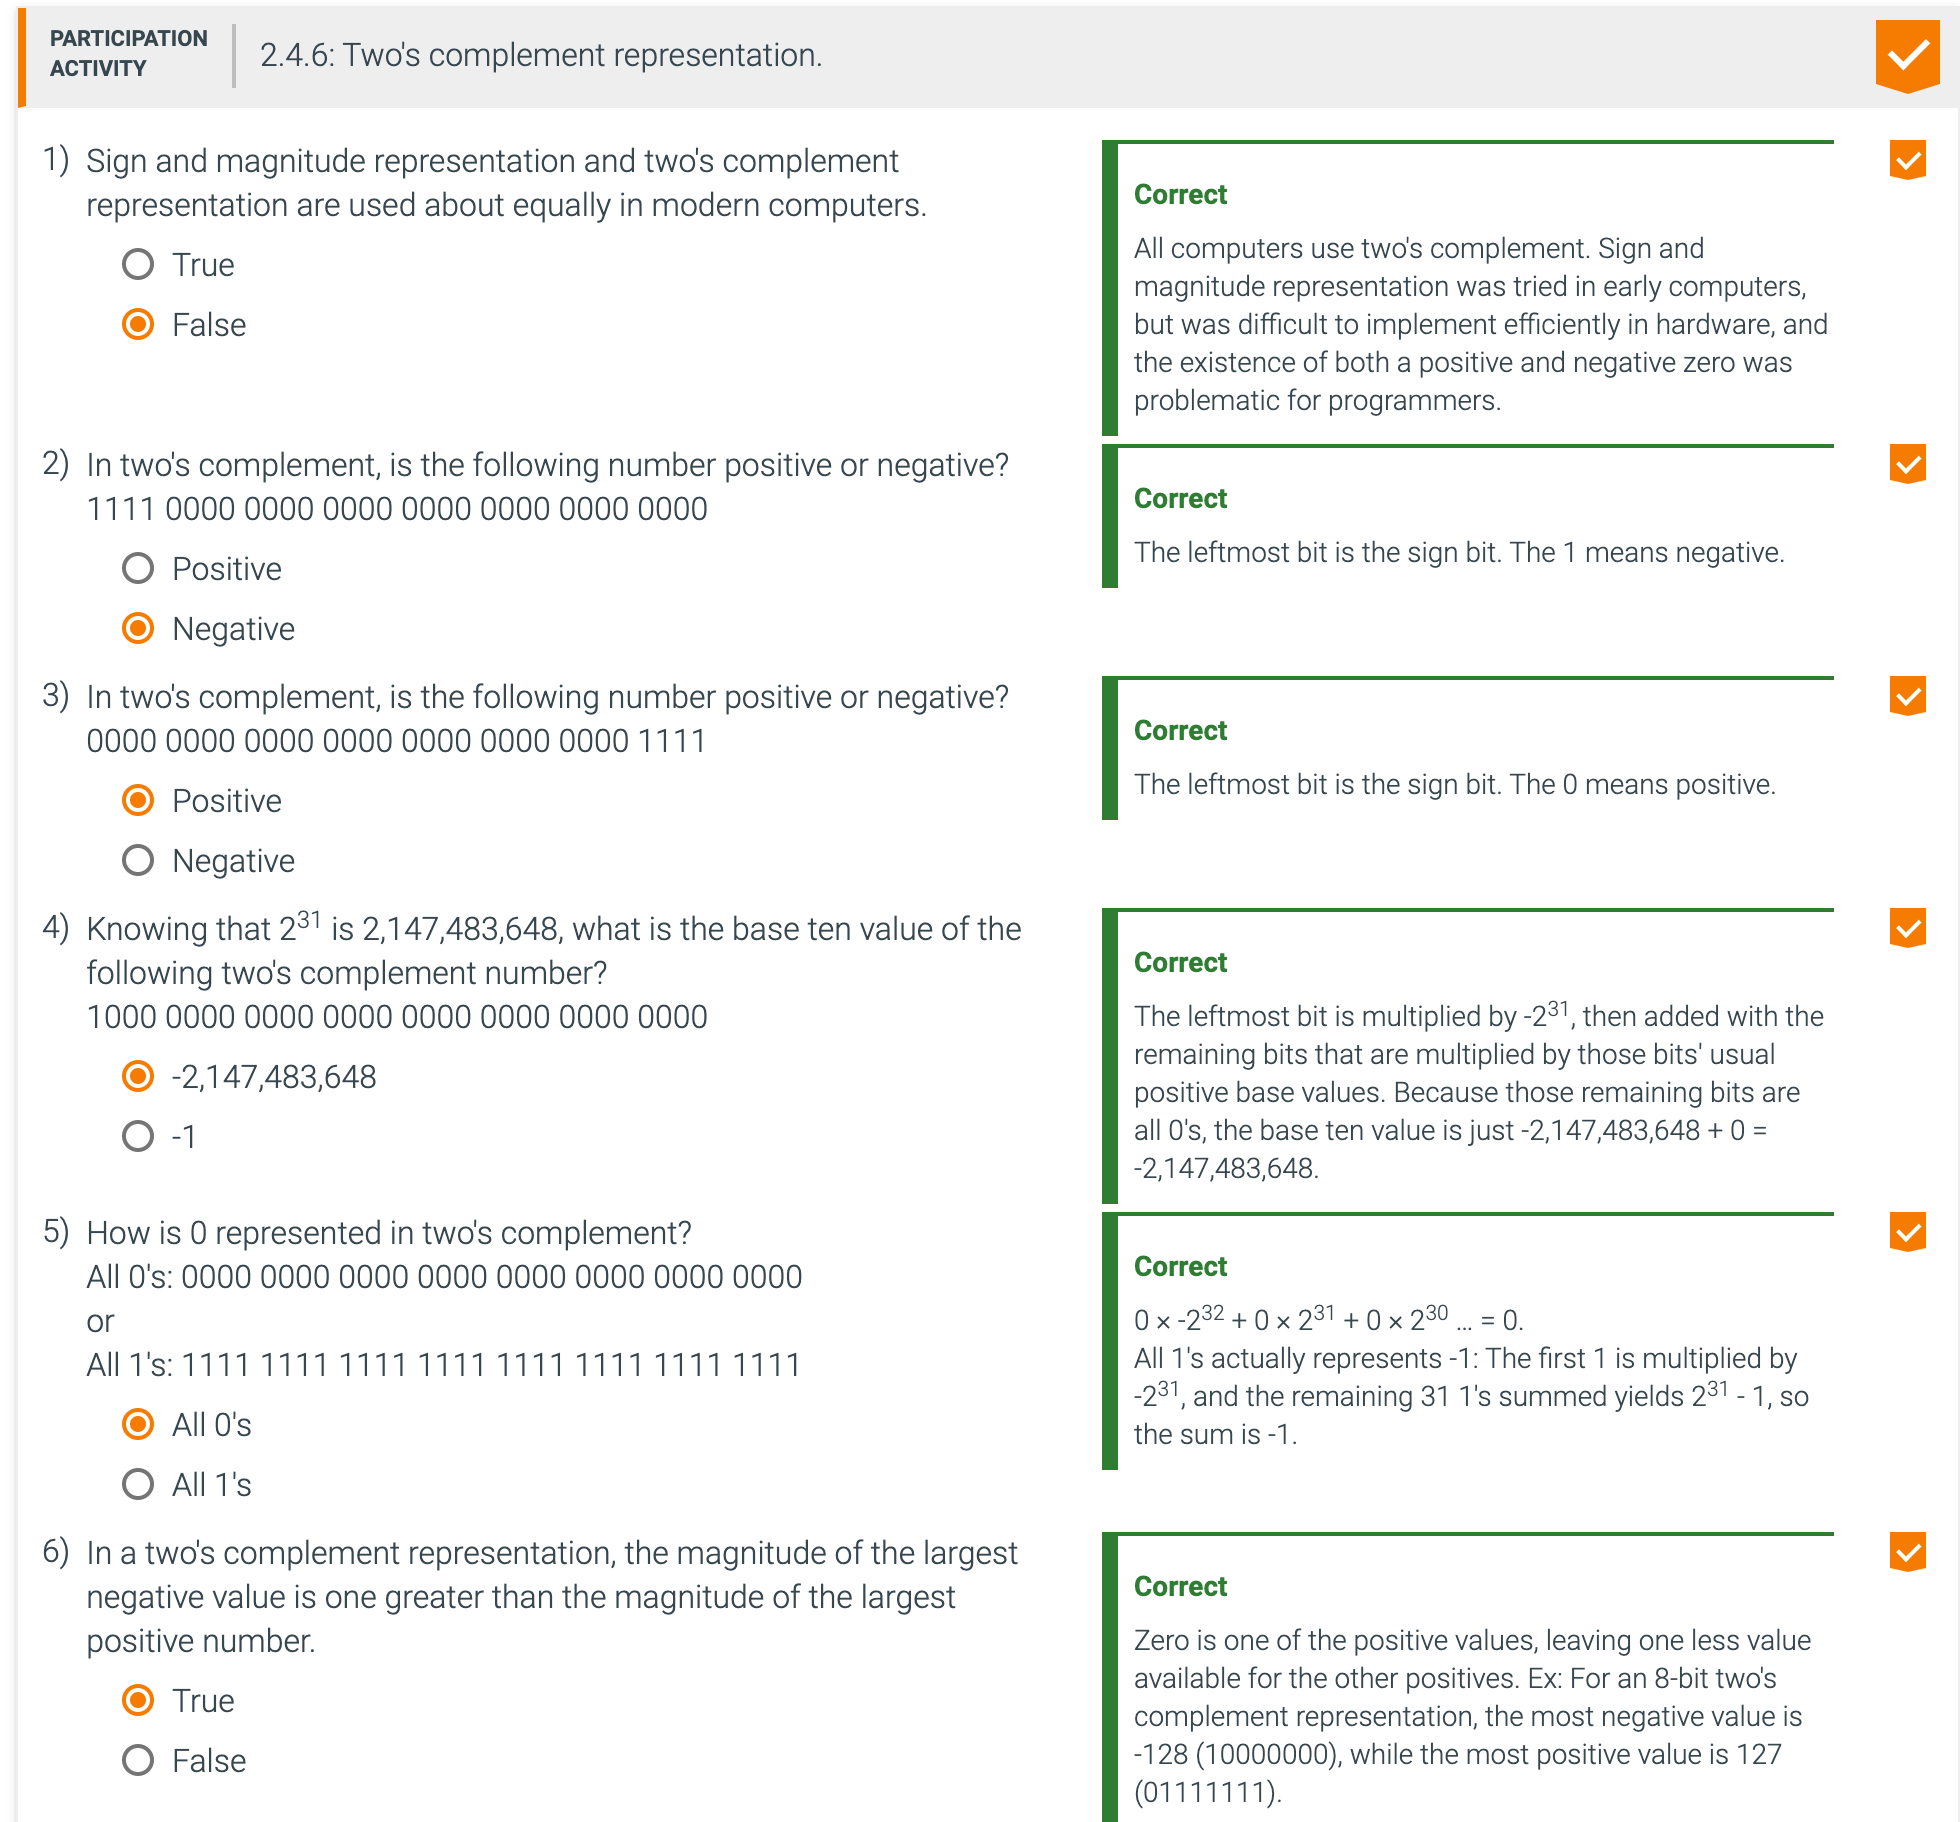 PARTICIPATION
ACTIVITY
2.4.6: Two's complement representation.
1) Sign and magnitude representation and two's complement
representation are used about equally in modern computers.
True
False
Correct
All computers use two's complement. Sign and
magnitude representation was tried in early computers,
but was difficult to implement efficiently in hardware, and
the existence of both a positive and negative zero was
problematic for programmers.
2) In two's complement, is the following number positive or negative?
1111 0000 0000 0000 0000 0000 0000 0000
Positive
Negative
Correct
The leftmost bit is the sign bit. The 1 means negative.
3) In two's complement, is the following number positive or negative?
0000 0000 0000 0000 0000 0000 0000 1111
Positive
Negative
Correct
The leftmost bit is the sign bit. The 0 means positive.
4) Knowing that 2³¹ is 2,147,483,648, what is the base ten value of the
following two's complement number?
1000 0000 0000 0000 0000 0000 0000 0000
-2,147,483,648
-1
Correct
The leftmost bit is multiplied by -2³¹, then added with the
remaining bits that are multiplied by those bits' usual
positive base values. Because those remaining bits are
all 0's, the base ten value is just -2,147,483,648 + 0 =
-2,147,483,648.
5) How is 0 represented in two's complement?
All 0's: 0000 0000 0000 0000 0000 0000 0000 0000
or
All 1's: 1111 1111 1111 1111 1111 1111 1111 1111
All 0's
All 1's
Correct
0 × -2³² + 0 × 2³¹ + 0 × 2³⁰ ... = 0.
All 1's actually represents -1: The first 1 is multiplied by
-2³¹, and the remaining 31 1's summed yields 2³¹ - 1, so
the sum is -1.
6) In a two's complement representation, the magnitude of the largest
negative value is one greater than the magnitude of the largest
positive number.
True
False
Correct
Zero is one of the positive values, leaving one less value
available for the other positives. Ex: For an 8-bit two's
complement representation, the most negative value is
-128 (10000000), while the most positive value is 127
(01111111).